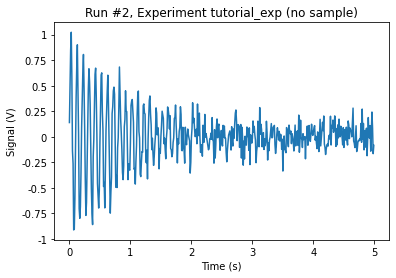 Run #2, Experiment tutorial_exp (no sample)
1
0.75
0.50
0.25
0
-0.25
-0.5
-0.75
-1
Signal (V)
0 1 2 3 4 5
Time (s)